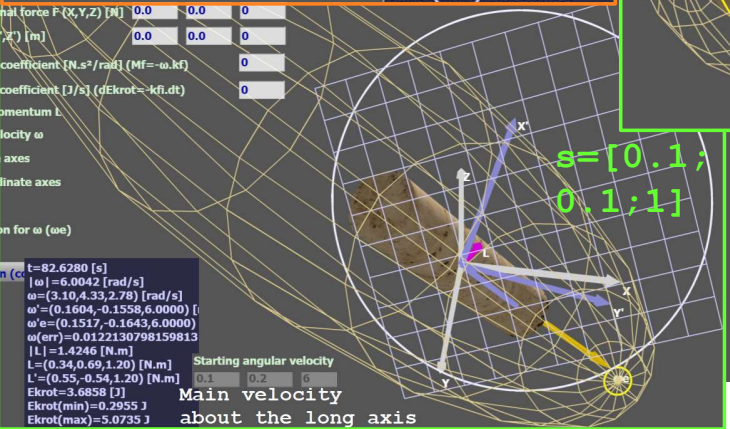 nal force F (X,Y,Z) [N] 0.0 0.0 0
',Z') [m] 0.0 0.0 0
coefficient [N.s²/rad] (Mf=-ω.kf) 0
coefficient [J/s] (dEkrot=-kfi.dt) 0
omentum L
locity ω
axes
dinate axes
on for ω (ωe)
t=82.6280 [s]
|ω|=6.0042 [rad/s]
ω=(3.10,4.33,2.78) [rad/s]
ω'=(0.1604,-0.1558,6.0000) [
ω'e=(0.1517,-0.1643,6.0000)
ω(err)=0.0122130798159813
|L|=1.4246 [N.m]
L=(0.34,0.69,1.20) [N.m]
L'=(0.55,-0.54,1.20) [N.m]
Ekrot=3.6858 [J]
Ekrot(min)=0.2955 J
Ekrot(max)=5.0735 J
Starting angular velocity
0.1 0.2 6
Main velocity
about the long axis
s=[0.1;
0.1;1]
X'
Z
L
X
Y'
Y